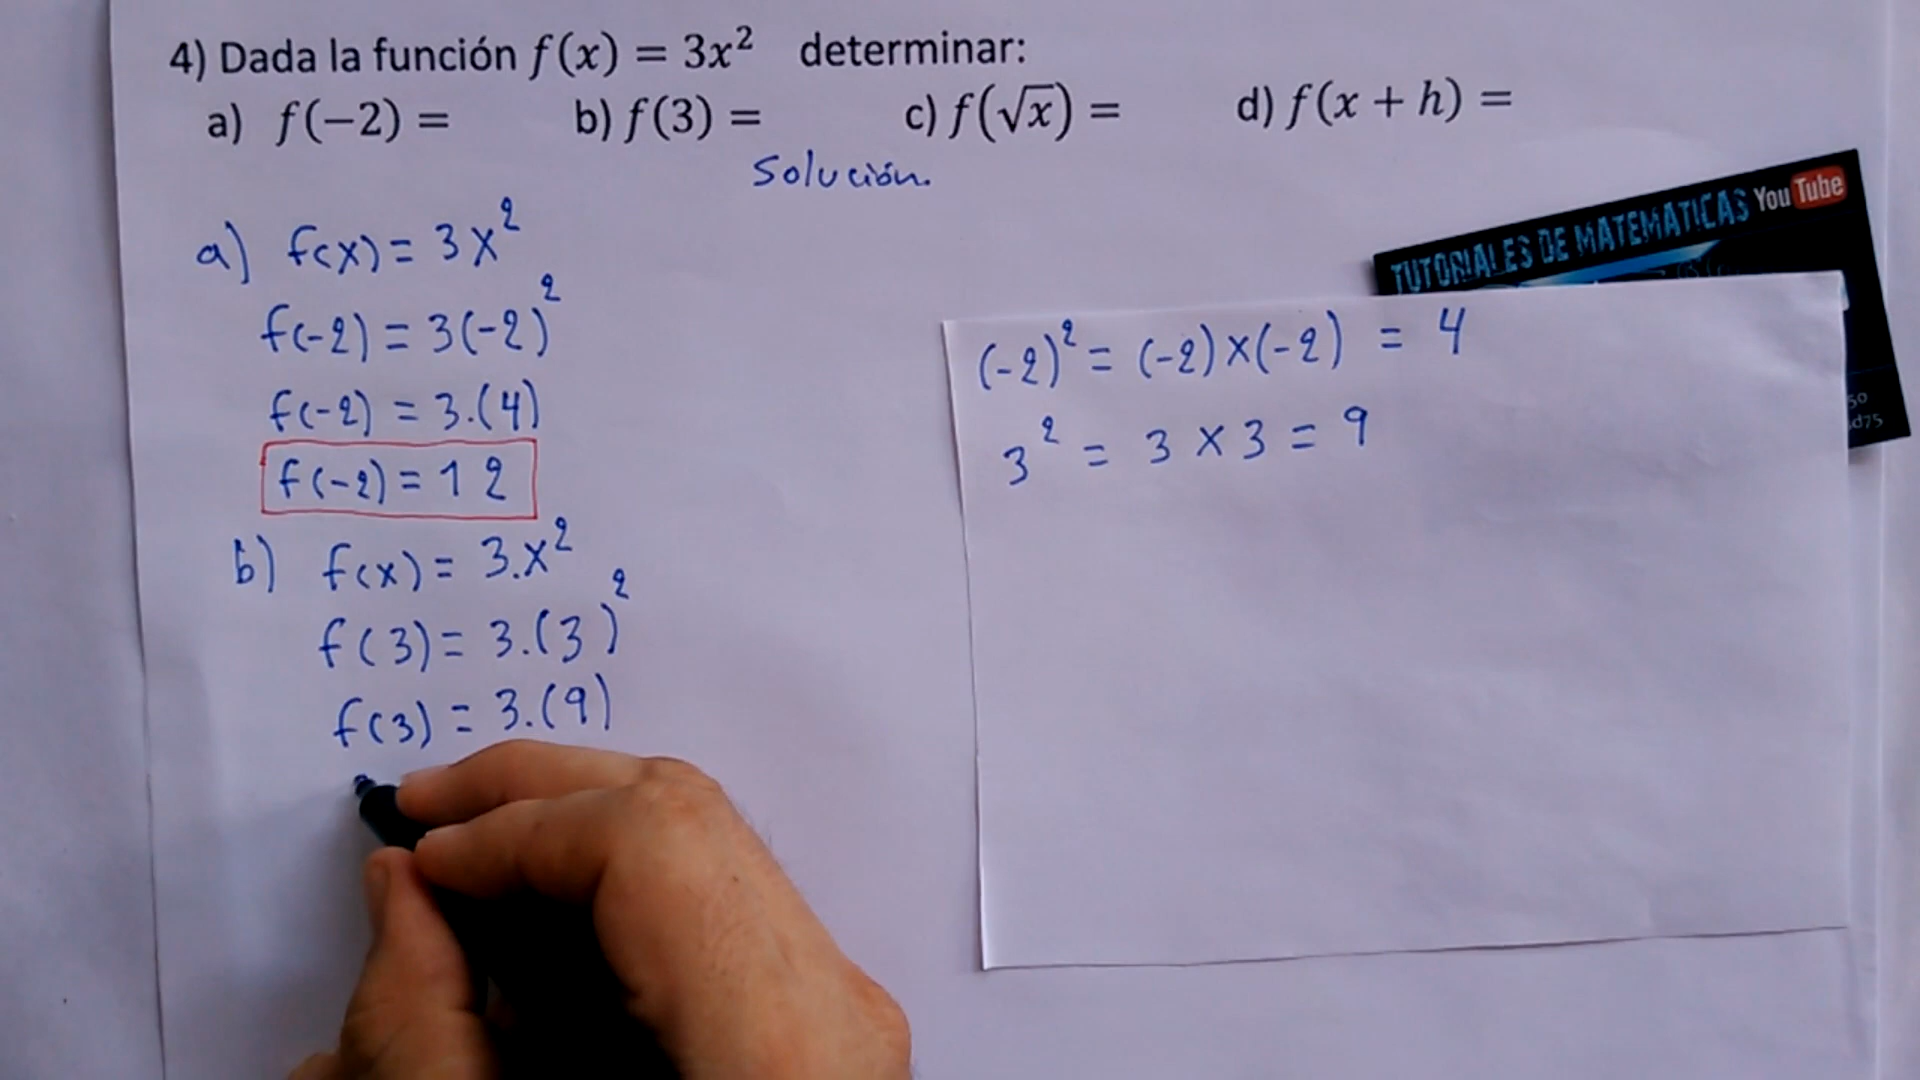 4) Dada la función f(x) = 3x² determinar:
a) f(−2) = b) f(3) = c) f(√x) = d) f(x + h) =
Solución.
a) f(x) = 3x²
f(-2) = 3(-2)²
f(-2) = 3.(4)
f(-2) = 12
b) f(x) = 3.x²
f(3) = 3.(3)²
f(3) = 3.(9)
TUTORIALES DE MATEMATICAS YouTube
(-2)² = (-2)x(-2) = 4
3² = 3 x 3 = 9
50
d75